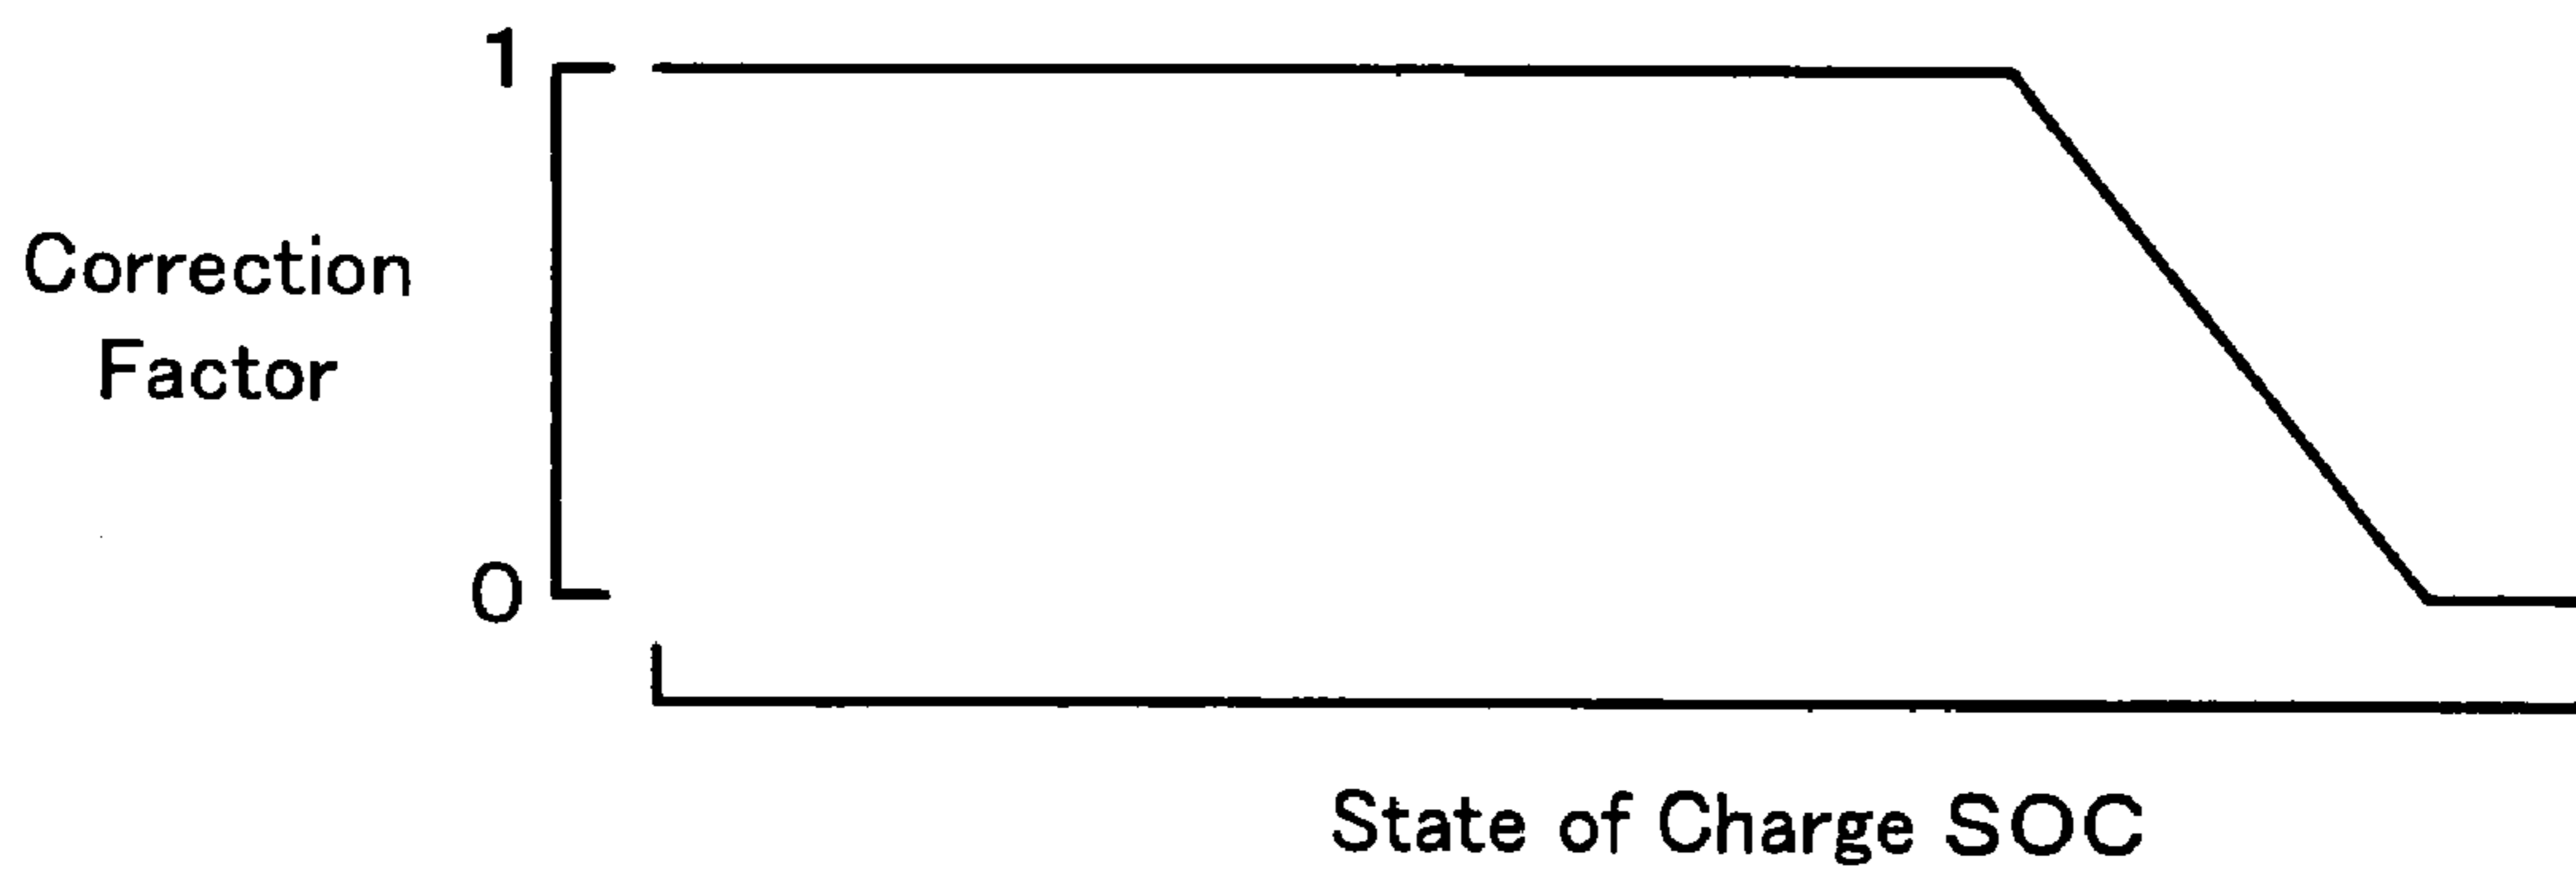 1
Correction
Factor
0
State of Charge SOC